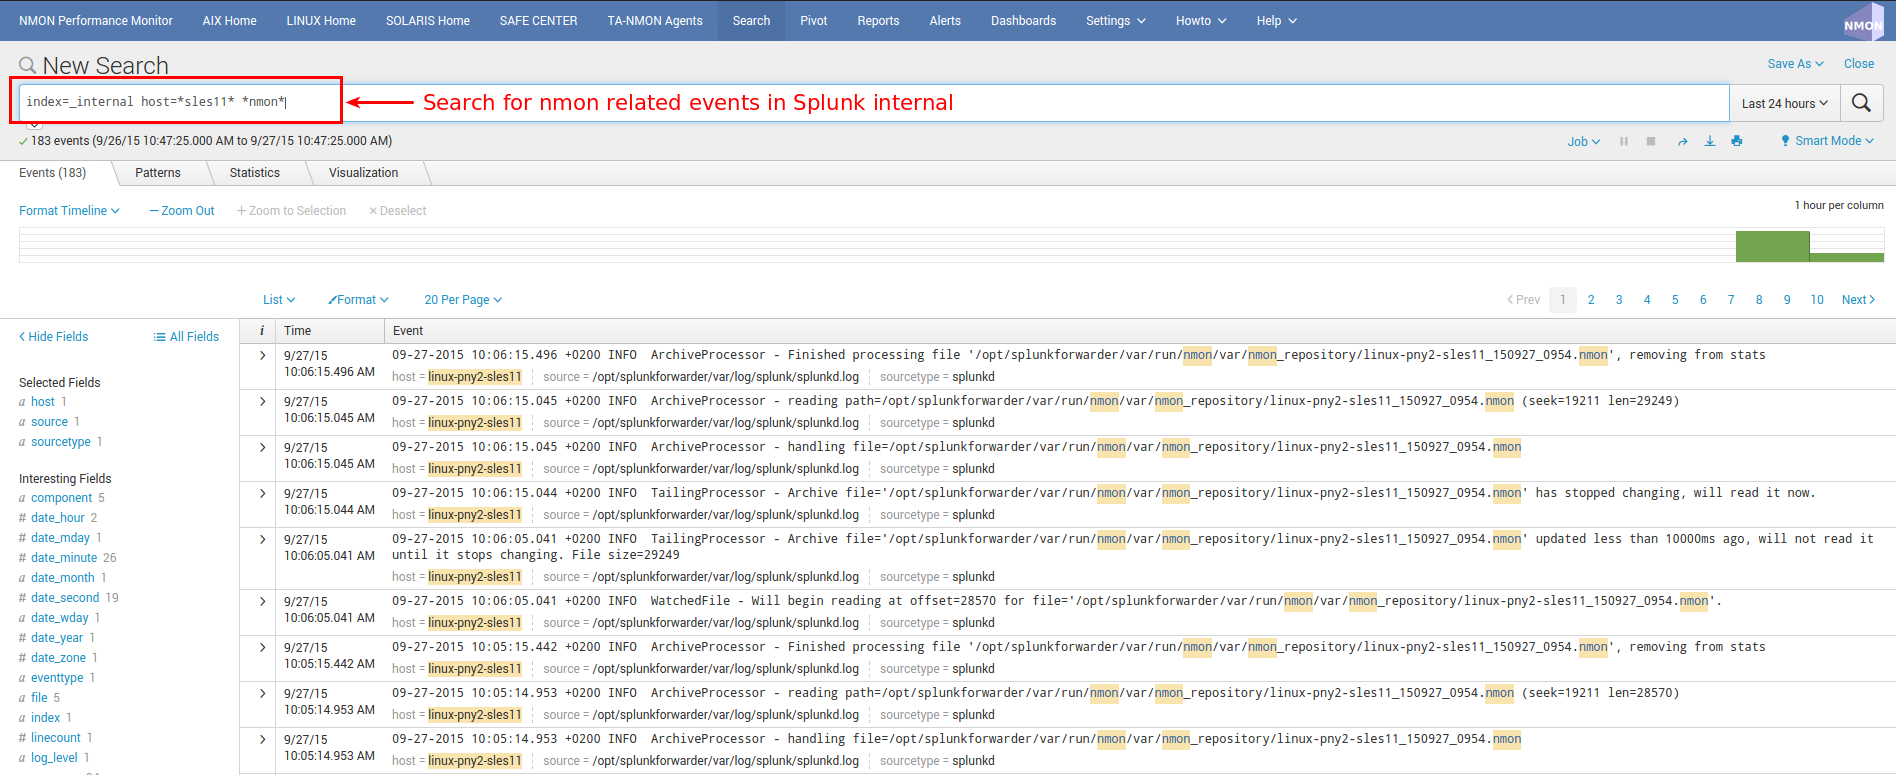 NMON Performance Monitor AIX Home LINUX Home SOLARIS Home SAFE CENTER TA-NMON Agents Search Pivot Reports Alerts Dashboards Settings Howto Help NMON
New Search
Save As Close
index=_internal host=*sles11* *nmon*
Search for nmon related events in Splunk internal
Last 24 hours
183 events (9/26/15 10:47:25.000 AM to 9/27/15 10:47:25.000 AM)
Job Smart Mode
Events (183) Patterns Statistics Visualization
Format Timeline — Zoom Out + Zoom to Selection × Deselect
1 hour per column
List Format 20 Per Page
< Prev 1 2 3 4 5 6 7 8 9 10 Next >
< Hide Fields All Fields
Selected Fields
a host 1
a source 1
a sourcetype 1
Interesting Fields
a component 5
# date_hour 2
# date_mday 1
# date_minute 26
a date_month 1
# date_second 19
a date_wday 1
# date_year 1
# date_zone 1
a eventtype 1
a file 5
a index 1
# linecount 1
a log_level 1
i Time Event
> 9/27/15 10:06:15.496 AM
09-27-2015 10:06:15.496 +0200 INFO ArchiveProcessor - Finished processing file '/opt/splunkforwarder/var/run/nmon/var/nmon_repository/linux-pny2-sles11_150927_0954.nmon', removing from stats
host = linux-pny2-sles11 source = /opt/splunkforwarder/var/log/splunk/splunkd.log sourcetype = splunkd
> 9/27/15 10:06:15.045 AM
09-27-2015 10:06:15.045 +0200 INFO ArchiveProcessor - reading path=/opt/splunkforwarder/var/run/nmon/var/nmon_repository/linux-pny2-sles11_150927_0954.nmon (seek=19211 len=29249)
host = linux-pny2-sles11 source = /opt/splunkforwarder/var/log/splunk/splunkd.log sourcetype = splunkd
> 9/27/15 10:06:15.045 AM
09-27-2015 10:06:15.045 +0200 INFO ArchiveProcessor - handling file=/opt/splunkforwarder/var/run/nmon/var/nmon_repository/linux-pny2-sles11_150927_0954.nmon
host = linux-pny2-sles11 source = /opt/splunkforwarder/var/log/splunk/splunkd.log sourcetype = splunkd
> 9/27/15 10:06:15.044 AM
09-27-2015 10:06:15.044 +0200 INFO TailingProcessor - Archive file='/opt/splunkforwarder/var/run/nmon/var/nmon_repository/linux-pny2-sles11_150927_0954.nmon' has stopped changing, will read it now.
host = linux-pny2-sles11 source = /opt/splunkforwarder/var/log/splunk/splunkd.log sourcetype = splunkd
> 9/27/15 10:06:05.041 AM
09-27-2015 10:06:05.041 +0200 INFO TailingProcessor - Archive file='/opt/splunkforwarder/var/run/nmon/var/nmon_repository/linux-pny2-sles11_150927_0954.nmon' updated less than 10000ms ago, will not read it
until it stops changing. File size=29249
host = linux-pny2-sles11 source = /opt/splunkforwarder/var/log/splunk/splunkd.log sourcetype = splunkd
> 9/27/15 10:06:05.041 AM
09-27-2015 10:06:05.041 +0200 INFO WatchedFile - Will begin reading at offset=28570 for file='/opt/splunkforwarder/var/run/nmon/var/nmon_repository/linux-pny2-sles11_150927_0954.nmon'.
host = linux-pny2-sles11 source = /opt/splunkforwarder/var/log/splunk/splunkd.log sourcetype = splunkd
> 9/27/15 10:05:15.442 AM
09-27-2015 10:05:15.442 +0200 INFO ArchiveProcessor - Finished processing file '/opt/splunkforwarder/var/run/nmon/var/nmon_repository/linux-pny2-sles11_150927_0954.nmon', removing from stats
host = linux-pny2-sles11 source = /opt/splunkforwarder/var/log/splunk/splunkd.log sourcetype = splunkd
> 9/27/15 10:05:14.953 AM
09-27-2015 10:05:14.953 +0200 INFO ArchiveProcessor - reading path=/opt/splunkforwarder/var/run/nmon/var/nmon_repository/linux-pny2-sles11_150927_0954.nmon (seek=19211 len=28570)
host = linux-pny2-sles11 source = /opt/splunkforwarder/var/log/splunk/splunkd.log sourcetype = splunkd
> 9/27/15 10:05:14.953 AM
09-27-2015 10:05:14.953 +0200 INFO ArchiveProcessor - handling file=/opt/splunkforwarder/var/run/nmon/var/nmon_repository/linux-pny2-sles11_150927_0954.nmon
host = linux-pny2-sles11 source = /opt/splunkforwarder/var/log/splunk/splunkd.log sourcetype = splunkd